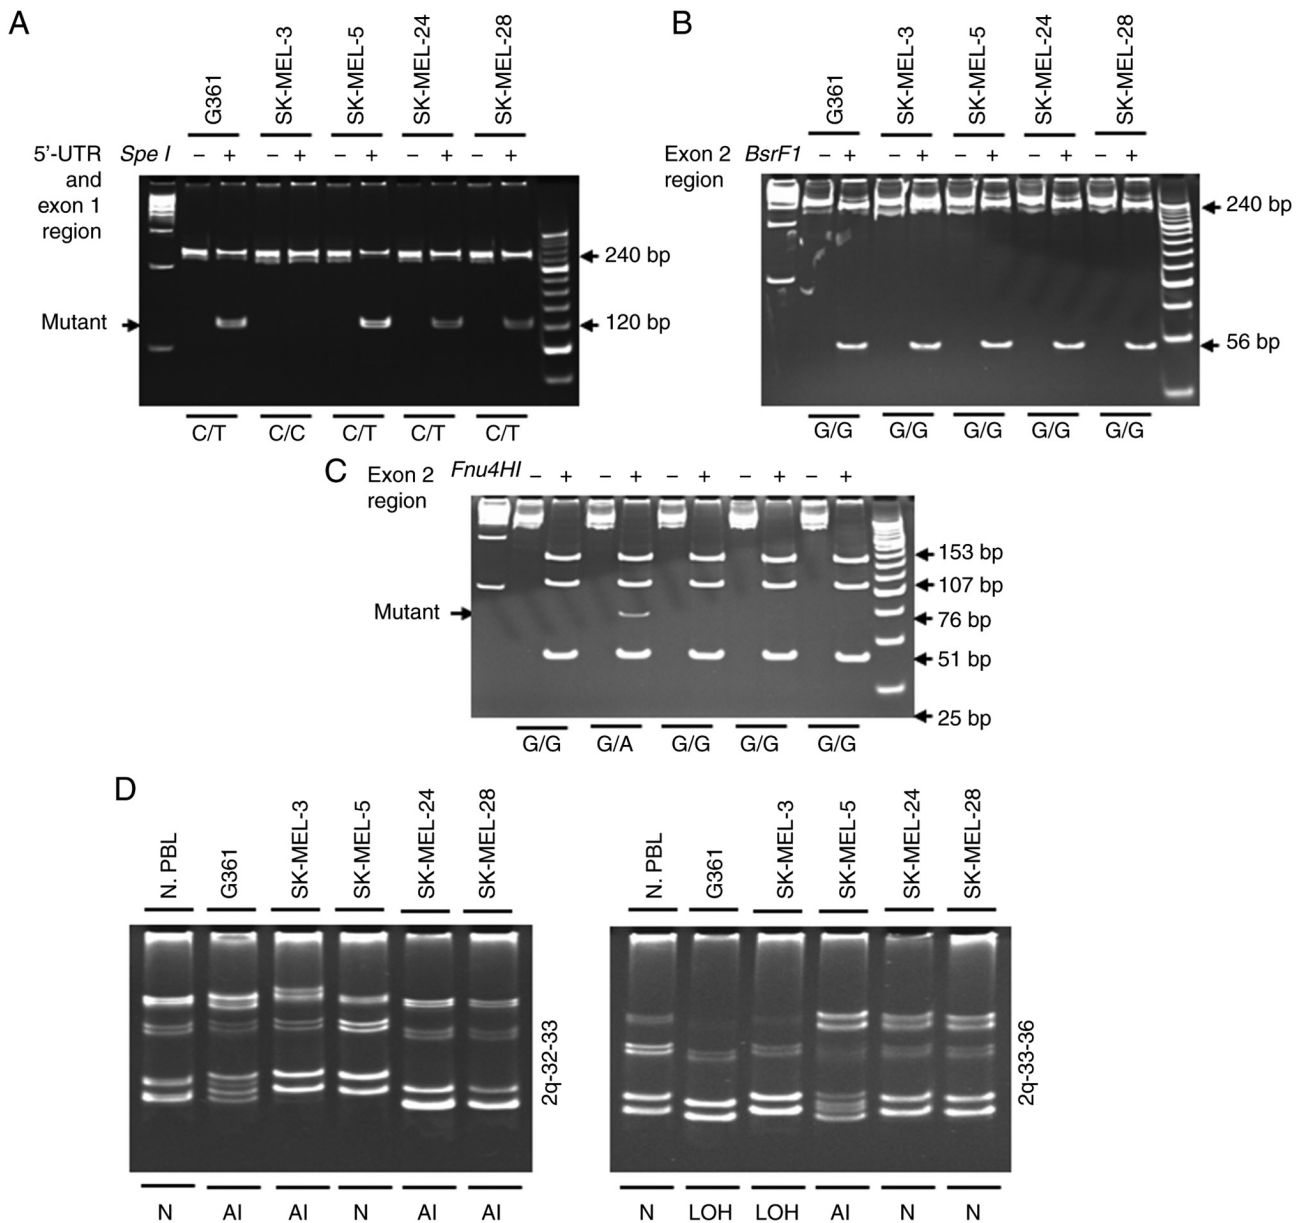 A
G361
SK-MEL-3
SK-MEL-5
SK-MEL-24
SK-MEL-28
5'-UTR and exon 1 region
Spe I
– + – + – + – + – +
240 bp
Mutant
120 bp
C/T C/C C/T C/T C/T
B
G361
SK-MEL-3
SK-MEL-5
SK-MEL-24
SK-MEL-28
Exon 2 region
BsrF1
– + – + – + – + – +
240 bp
56 bp
G/G G/G G/G G/G G/G
C
Exon 2 region
Fnu4HI
– + – + – + – + – +
153 bp
107 bp
Mutant
76 bp
51 bp
25 bp
G/G G/A G/G G/G G/G
D
N. PBL
G361
SK-MEL-3
SK-MEL-5
SK-MEL-24
SK-MEL-28
2q-32-33
N AI AI N AI AI
N. PBL
G361
SK-MEL-3
SK-MEL-5
SK-MEL-24
SK-MEL-28
2q-33-36
N LOH LOH AI N N